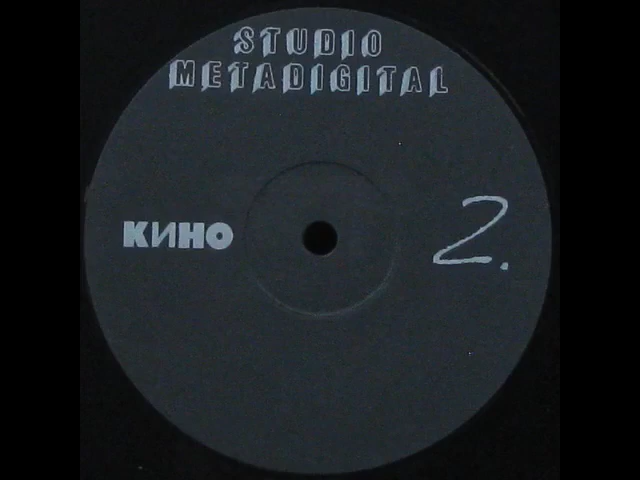 STUDIO
METADIGITAL
КИНО
2.